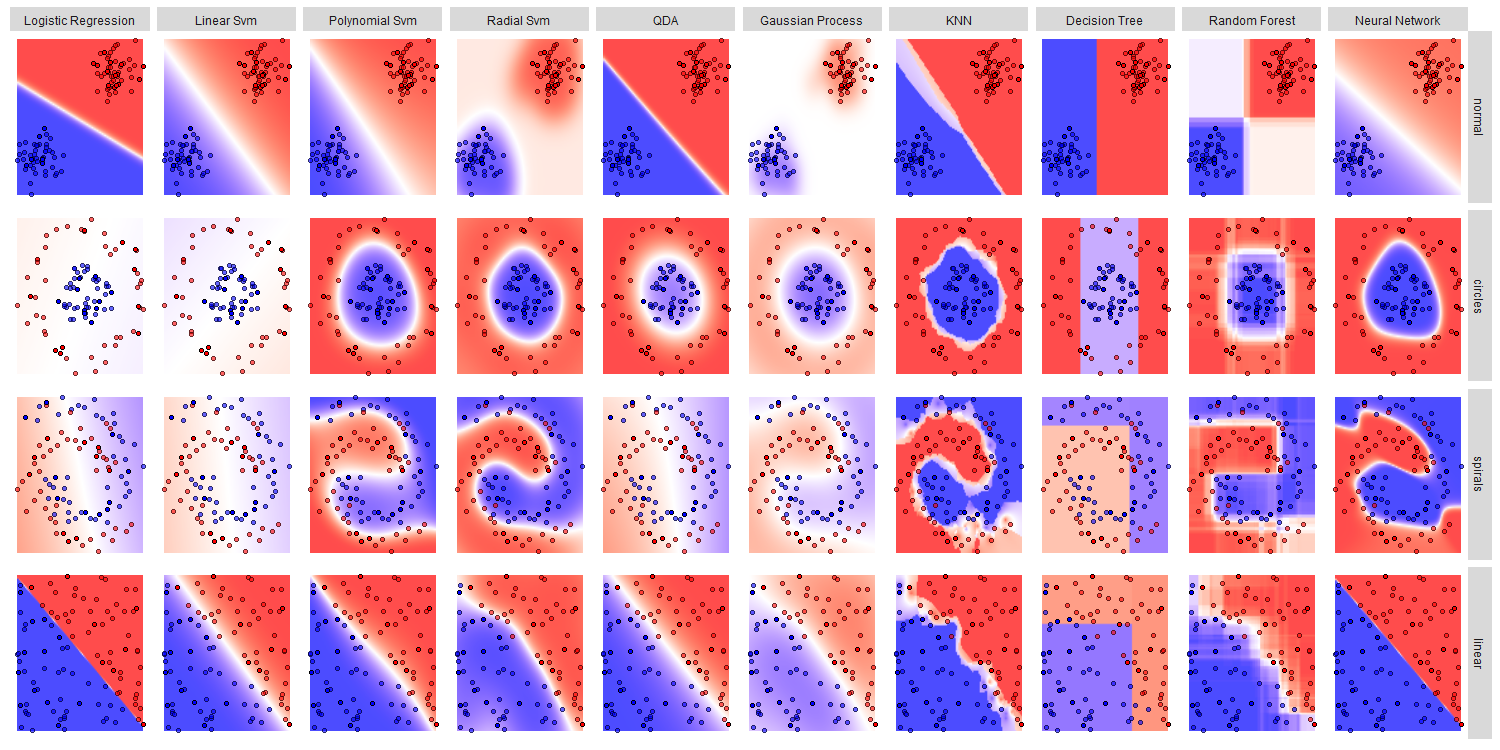 Logistic Regression
Linear Svm
Polynomial Svm
Radial Svm
QDA
Gaussian Process
KNN
Decision Tree
Random Forest
Neural Network
normal
circles
spirals
linear